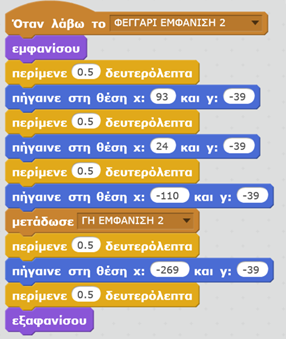 Όταν λάβω το ΦΕΓΓΑΡΙ ΕΜΦΑΝΙΣΗ 2
εμφανίσου
περίμενε 0.5 δευτερόλεπτα
πήγαινε στη θέση x: 93 και y: -39
περίμενε 0.5 δευτερόλεπτα
πήγαινε στη θέση x: 24 και y: -39
περίμενε 0.5 δευτερόλεπτα
πήγαινε στη θέση x: -110 και y: -39
μετάδωσε ΓΗ ΕΜΦΑΝΙΣΗ 2
περίμενε 0.5 δευτερόλεπτα
πήγαινε στη θέση x: -269 και y: -39
περίμενε 0.5 δευτερόλεπτα
εξαφανίσου